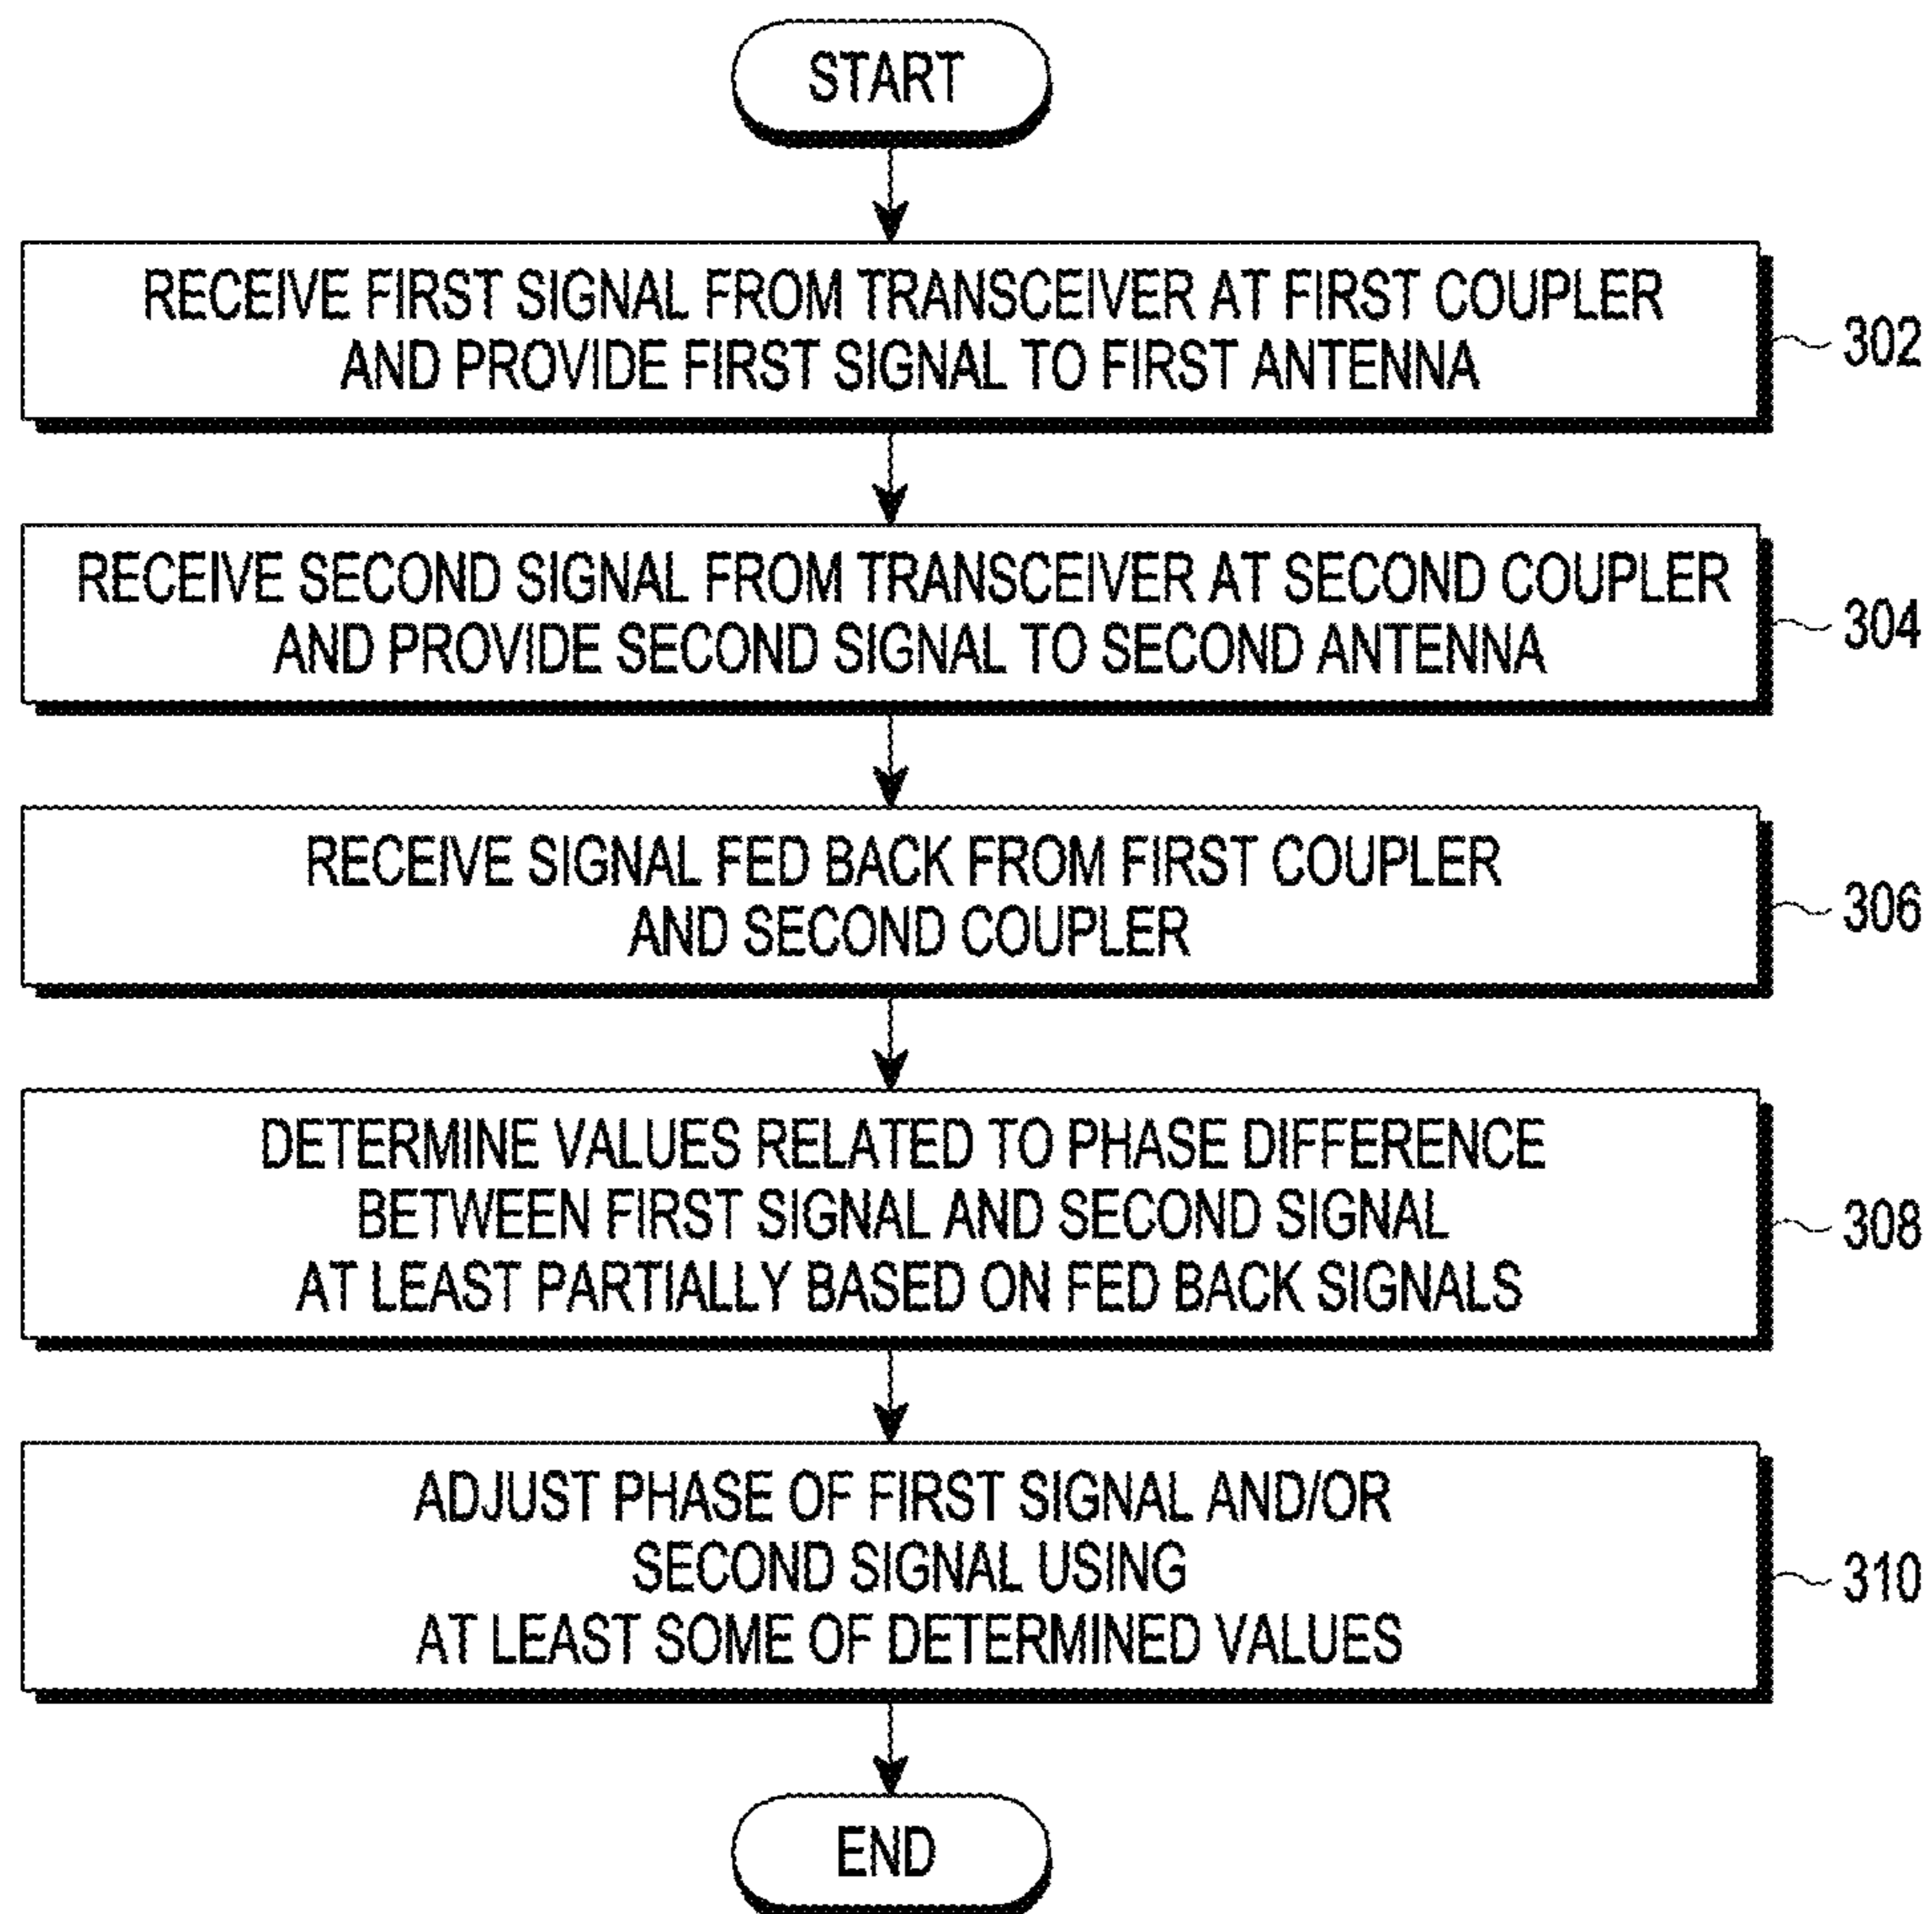 START
RECEIVE FIRST SIGNAL FROM TRANSCEIVER AT FIRST COUPLER
AND PROVIDE FIRST SIGNAL TO FIRST ANTENNA
302
RECEIVE SECOND SIGNAL FROM TRANSCEIVER AT SECOND COUPLER
AND PROVIDE SECOND SIGNAL TO SECOND ANTENNA
304
RECEIVE SIGNAL FED BACK FROM FIRST COUPLER
AND SECOND COUPLER
306
DETERMINE VALUES RELATED TO PHASE DIFFERENCE
BETWEEN FIRST SIGNAL AND SECOND SIGNAL
AT LEAST PARTIALLY BASED ON FED BACK SIGNALS
308
ADJUST PHASE OF FIRST SIGNAL AND/OR
SECOND SIGNAL USING
AT LEAST SOME OF DETERMINED VALUES
310
END